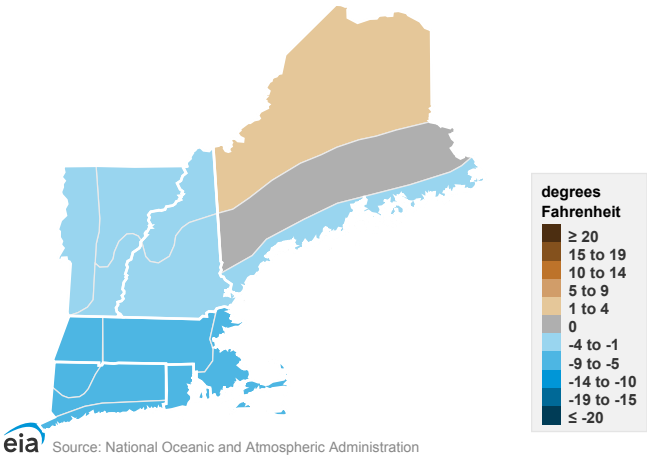 degrees
Fahrenheit
≥ 20
15 to 19
10 to 14
5 to 9
1 to 4
0
-4 to -1
-9 to -5
-14 to -10
-19 to -15
≤ -20
eia Source: National Oceanic and Atmospheric Administration